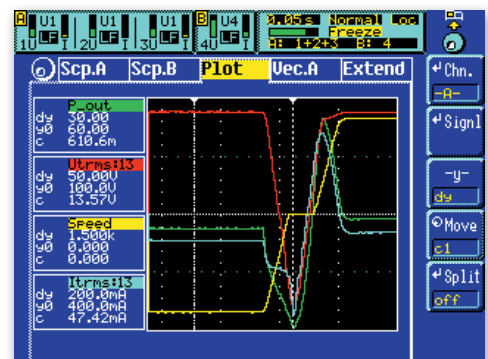 A U1 U1 U1 B U4 0.05s Normal Loc
LF LF LF LF Freeze
1U I 2U I 3U I 4U I A: 1+2+3 B: 4
Scp.A Scp.B Plot Vec.A Extend
Chn.
-A-
Signl
-y-
dy
Move
c1
Split
off
P_out
dy 30.00
y0 60.00
c 610.6m
Utrms:13
dy 50.00V
y0 100.0V
c 13.57V
Speed
dy 1.500k
y0 0.000
c 0.000
Itrms:13
dy 200.0mA
y0 400.0mA
c 47.42mA